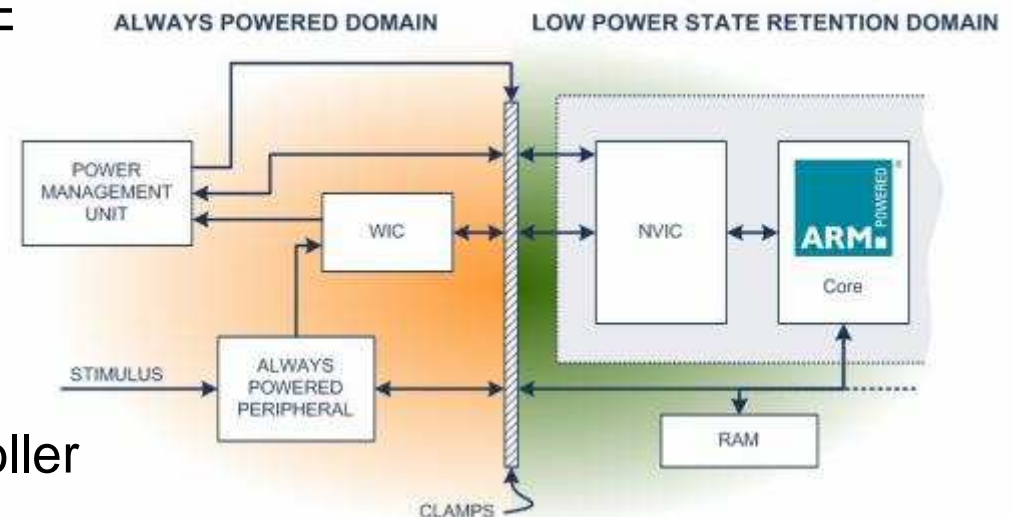 ALWAYS POWERED DOMAIN
LOW POWER STATE RETENTION DOMAIN
POWER
MANAGEMENT
UNIT
WIC
NVIC
ARM POWERED ®
Core
STIMULUS
ALWAYS
POWERED
PERIPHERAL
RAM
oller
CLAMPS